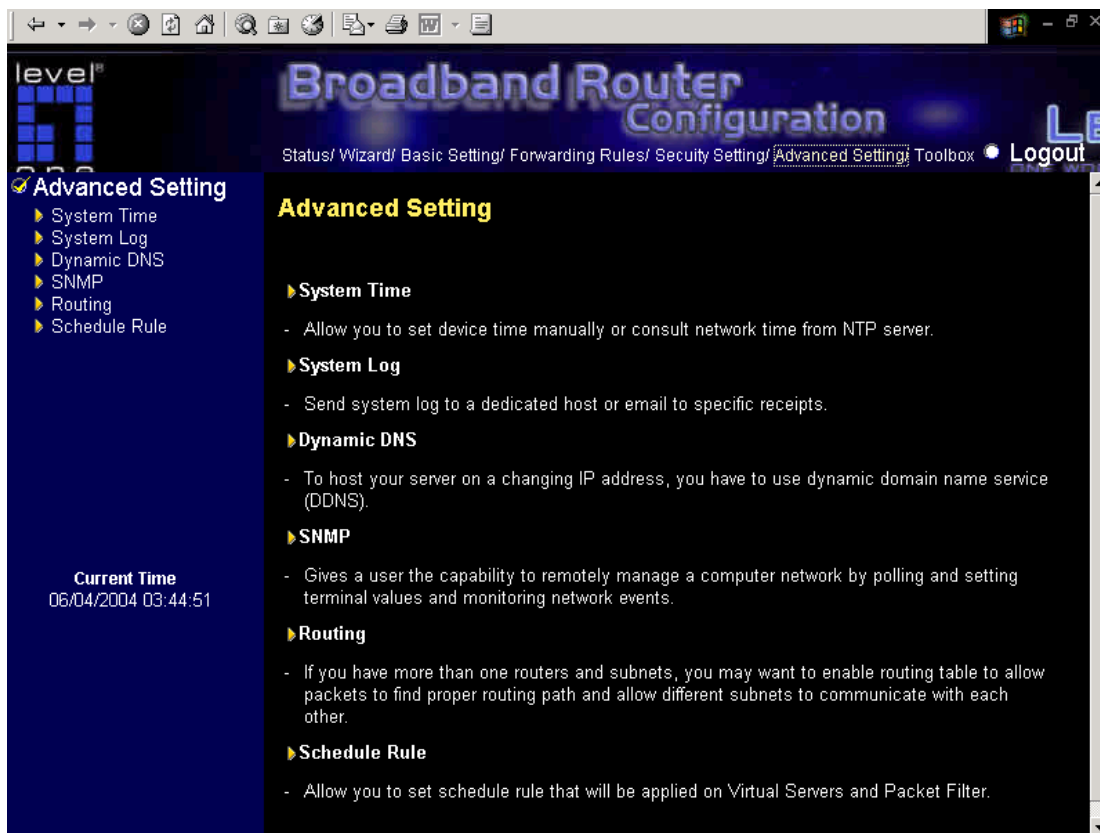 level®
one
Broadband Router
Configuration
Status/ Wizard/ Basic Setting/ Forwarding Rules/ Secuity Setting/ Advanced Setting/ Toolbox
Logout
Advanced Setting
System Time
System Log
Dynamic DNS
SNMP
Routing
Schedule Rule
Current Time
06/04/2004 03:44:51
Advanced Setting
System Time
- Allow you to set device time manually or consult network time from NTP server.
System Log
- Send system log to a dedicated host or email to specific receipts.
Dynamic DNS
- To host your server on a changing IP address, you have to use dynamic domain name service
(DDNS).
SNMP
- Gives a user the capability to remotely manage a computer network by polling and setting
terminal values and monitoring network events.
Routing
- If you have more than one routers and subnets, you may want to enable routing table to allow
packets to find proper routing path and allow different subnets to communicate with each
other.
Schedule Rule
- Allow you to set schedule rule that will be applied on Virtual Servers and Packet Filter.